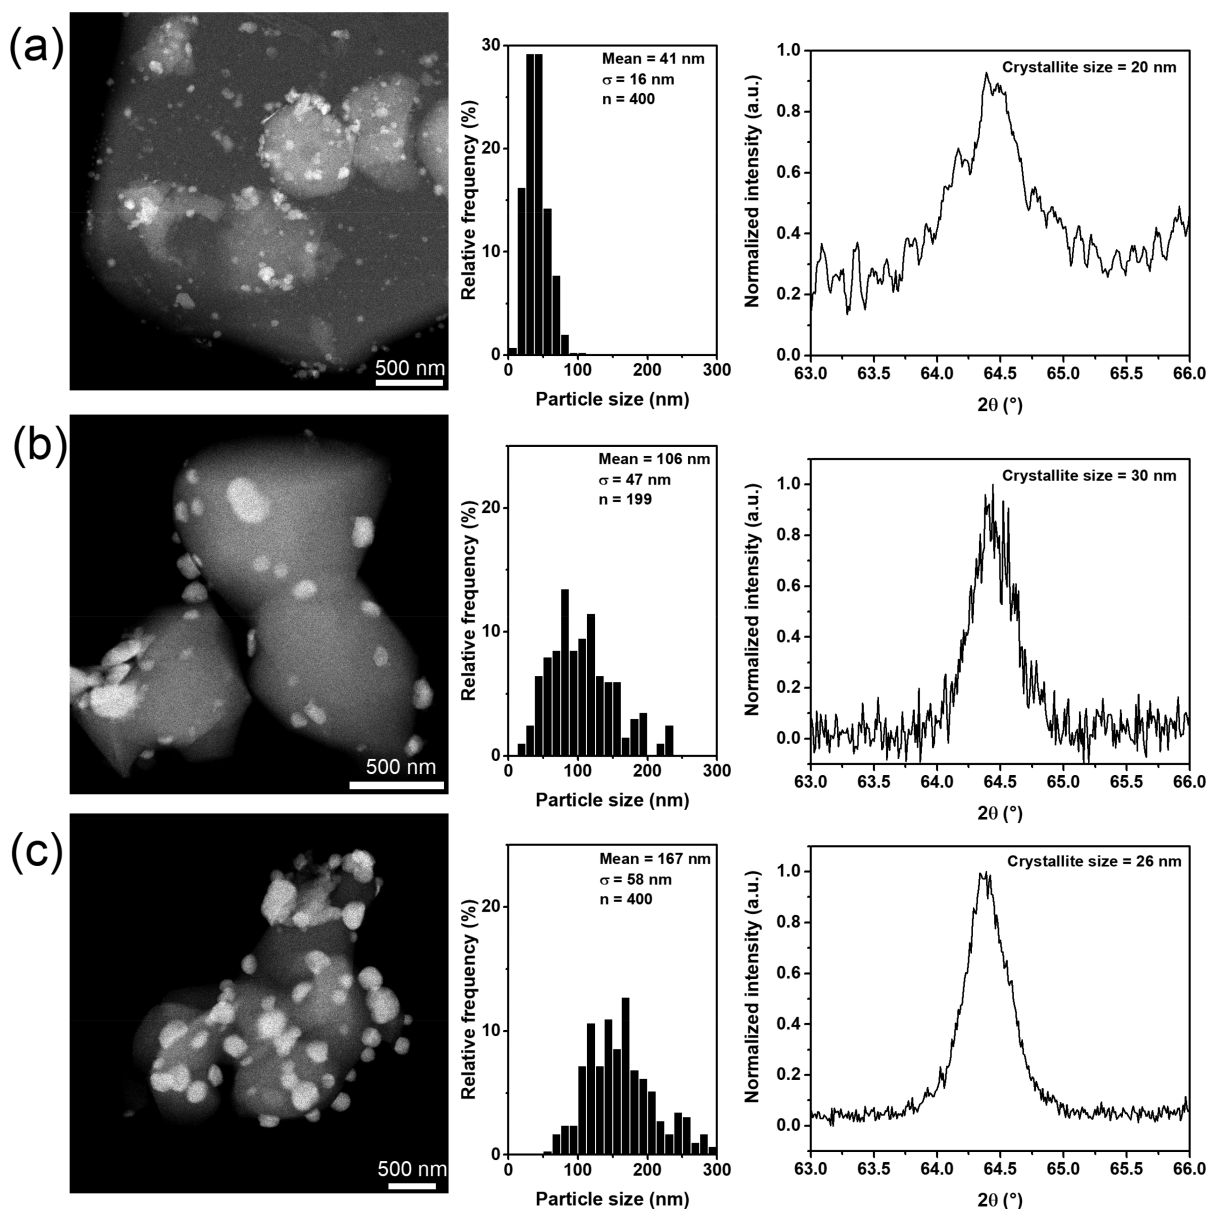 (a)
500 nm
30
20
10
0
0
100
200
300
Relative frequency (%)
Particle size (nm)
Mean = 41 nm
σ = 16 nm
n = 400
1.0
0.8
0.6
0.4
0.2
0.0
63.0
63.5
64.0
64.5
65.0
65.5
66.0
Normalized intensity (a.u.)
2θ (°)
Crystallite size = 20 nm
(b)
500 nm
20
10
0
0
100
200
300
Relative frequency (%)
Particle size (nm)
Mean = 106 nm
σ = 47 nm
n = 199
1.0
0.8
0.6
0.4
0.2
0.0
63.0
63.5
64.0
64.5
65.0
65.5
66.0
Normalized intensity (a.u.)
2θ (°)
Crystallite size = 30 nm
(c)
500 nm
20
10
0
0
100
200
300
Relative frequency (%)
Particle size (nm)
Mean = 167 nm
σ = 58 nm
n = 400
1.0
0.8
0.6
0.4
0.2
0.0
63.0
63.5
64.0
64.5
65.0
65.5
66.0
Normalized intensity (a.u.)
2θ (°)
Crystallite size = 26 nm